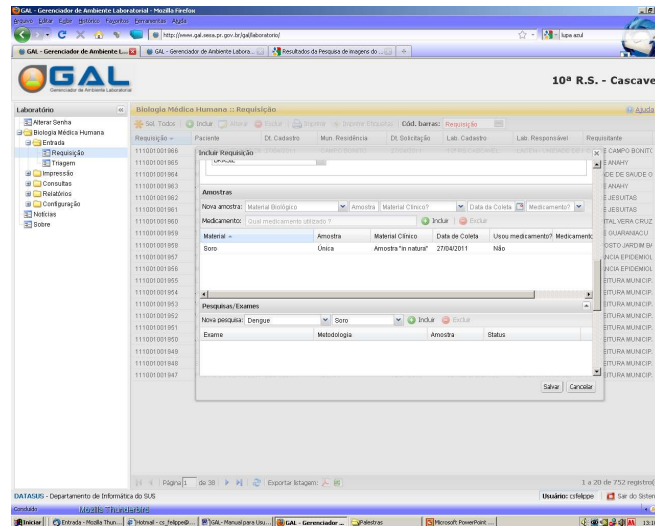 GAL - Gerenciador de Ambiente Laboratorial - Mozilla Firefox
Arquivo Editar Exibir Histórico Favoritos Ferramentas Ajuda
http://www.gal.sesa.pr.gov.br/gal/laboratorio/
lupa azul
GAL - Gerenciador de Ambiente L...
GAL - Gerenciador de Ambiente Labora...
Resultados da Pesquisa de imagens do ...
GAL
Gerenciador de Ambiente Laboratorial
10ª R.S. - Cascave
Laboratório
Biologia Médica Humana :: Requisição
Ajuda
Alterar Senha
Biologia Médica Humana
Entrada
Requisição
Triagem
Impressão
Consultas
Relatórios
Configuração
Notícias
Sobre
Sel. Todos Incluir Alterar Excluir Imprimir Imprimir Etiquetas Cód. barras: Requisição
Requisição Paciente Dt. Cadastro Mun. Residência Dt. Solicitação Lab. Cadastro Lab. Responsável Requisitante
111001001966
111001001965
111001001964
111001001963
111001001962
111001001961
111001001960
111001001959
111001001958
111001001957
111001001956
111001001955
111001001954
111001001953
111001001952
111001001951
111001001950
111001001949
111001001948
111001001947
E CAMPO BONITO
E ANAHY
DE DE SAUDE O
E ANAHY
E JESUITAS
E JESUITAS
ITAL VERA CRUZ
E GUARANIACU
OSTO JARDIM BA
NCIA EPIDEMIOL
NCIA EPIDEMIOL
EITURA MUNICIP.
EITURA MUNICIP.
EITURA MUNICIP.
EITURA MUNICIP.
EITURA MUNICIP.
EITURA MUNICIP.
EITURA MUNICIP.
EITURA MUNICIP.
EITURA MUNICIP.
Incluir Requisição
BRASIL
Amostras
Nova amostra: Material Biológico Amostra Material Clínico? Data da Coleta Medicamento?
Medicamento: Qual medicamento utilizado ? Incluir Excluir
Material Amostra Material Clínico Data de Coleta Usou medicamento? Medicamento
Soro Única Amostra "in natura" 27/04/2011 Não
Pesquisas/Exames
Nova pesquisa: Dengue Soro Incluir Excluir
Exame Metodologia Amostra Status
Salvar Cancelar
Página 1 de 38 Exportar listagem:
1 a 20 de 752 registro(
DATASUS - Departamento de Informática do SUS
Usuário: csfelippe Sair do Sistem
Concluído
Mozilla Thunderbird
Iniciar Entrada - Mozilla Thun... Hotmail - cs_felippe@... GAL - Manual para Usu... GAL - Gerenciador ... Palestras Microsoft PowerPoint ...